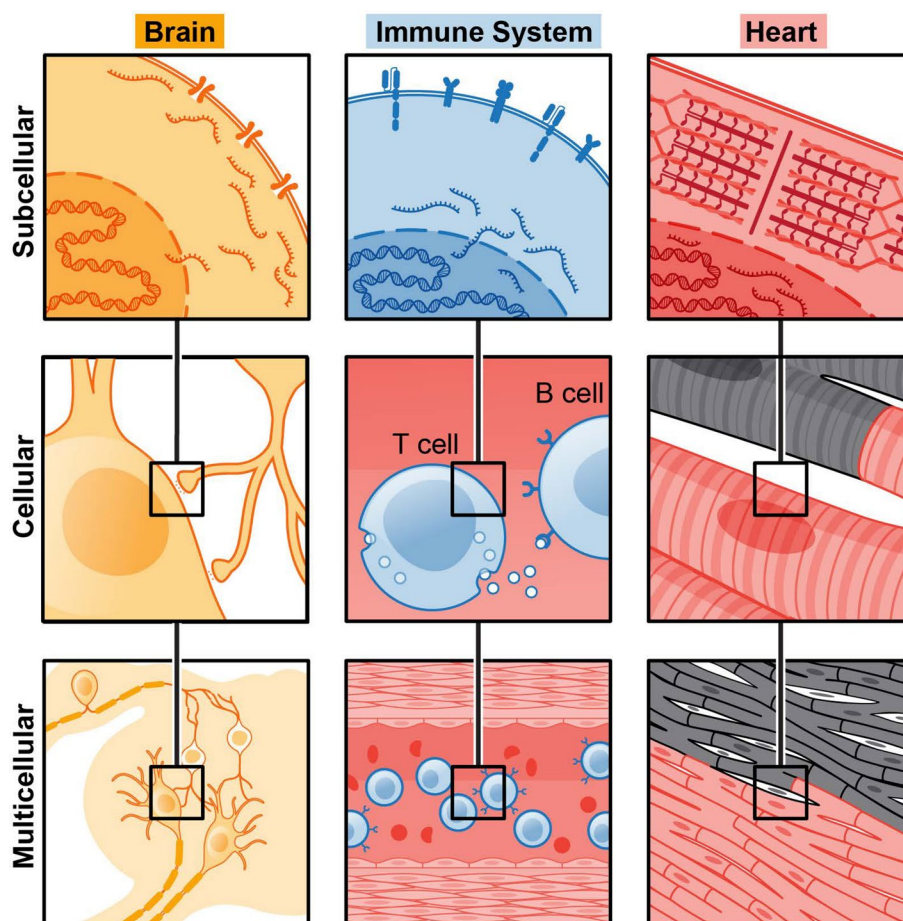 Brain
Immune System
Heart
Subcellular
Cellular
T cell
B cell
Multicellular